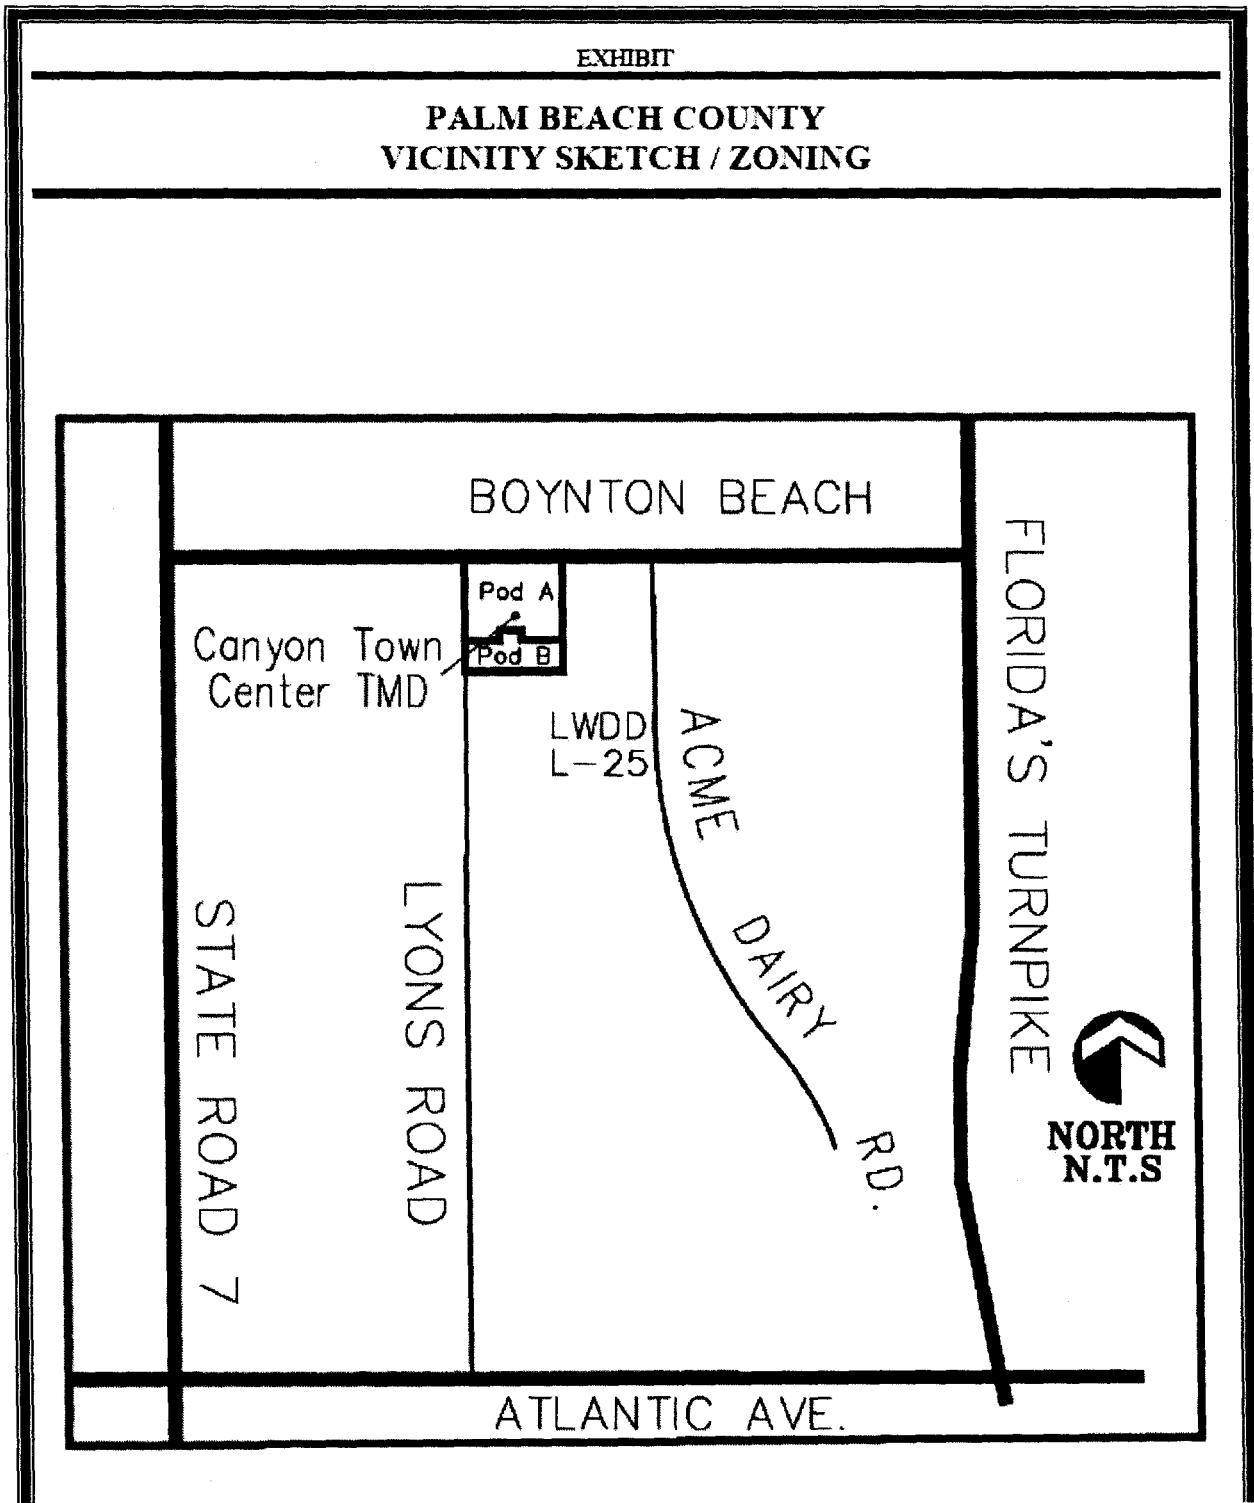 EXHIBIT
PALM BEACH COUNTY
VICINITY SKETCH / ZONING
BOYNTON BEACH
Pod A
Canyon Town
Center TMD
Pod B
LWDD
L-25
ACME DAIRY RD.
FLORIDA'S TURNPIKE
STATE ROAD 7
LYONS ROAD
NORTH
N.T.S
ATLANTIC AVE.